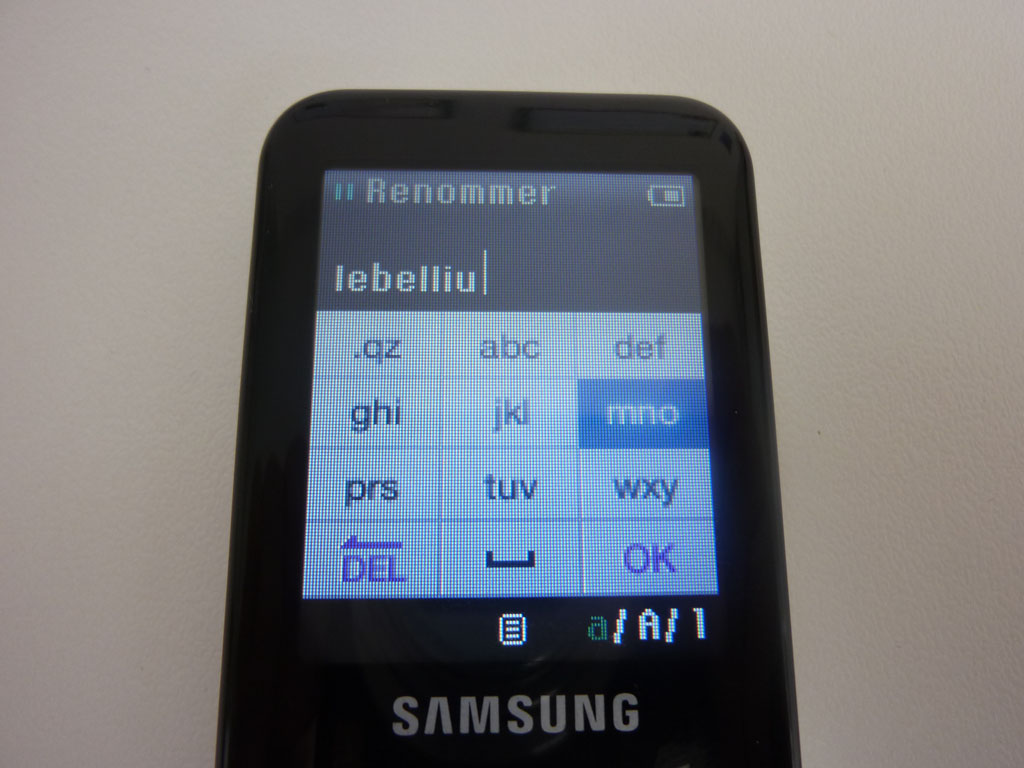 Renommer
lebelliu
.qz abc def
ghi jkl mno
prs tuv wxy
DEL OK
a/A/1
SAMSUNG